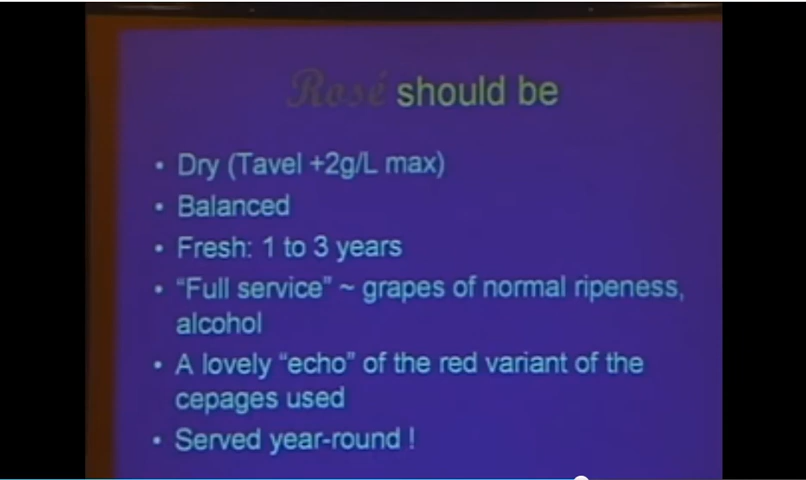 Rosé should be
• Dry (Tavel +2g/L max)
• Balanced
• Fresh: 1 to 3 years
• “Full service” ~ grapes of normal ripeness,
alcohol
• A lovely “echo” of the red variant of the
cepages used
• Served year-round !